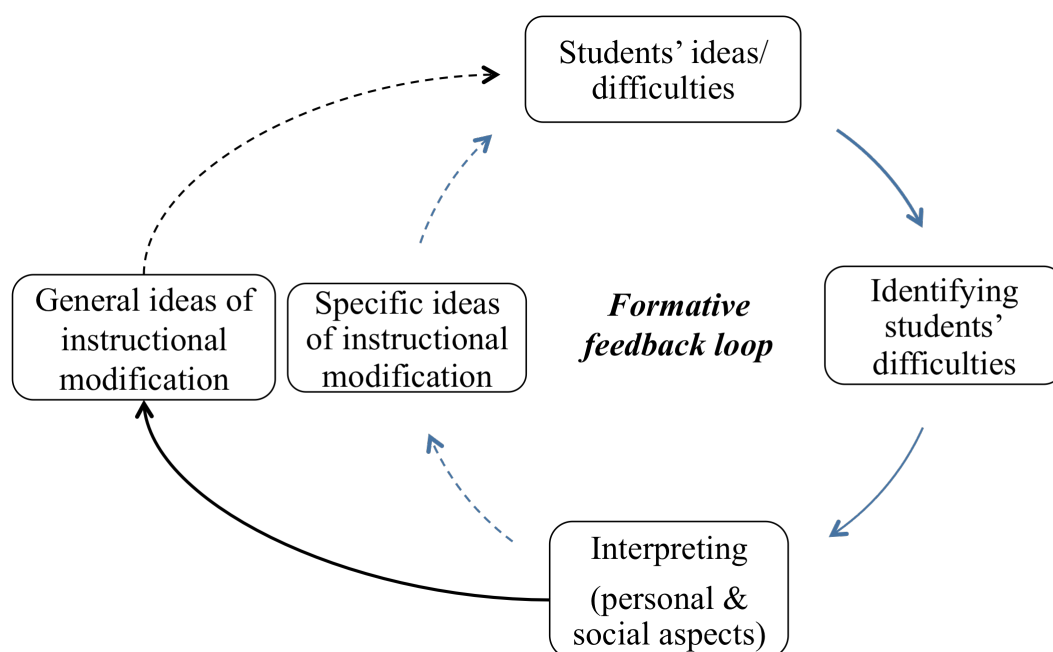 Students’ ideas/
difficulties
General ideas of
instructional
modification
Specific ideas
of instructional
modification
Formative
feedback loop
Identifying
students’
difficulties
Interpreting
(personal &
social aspects)